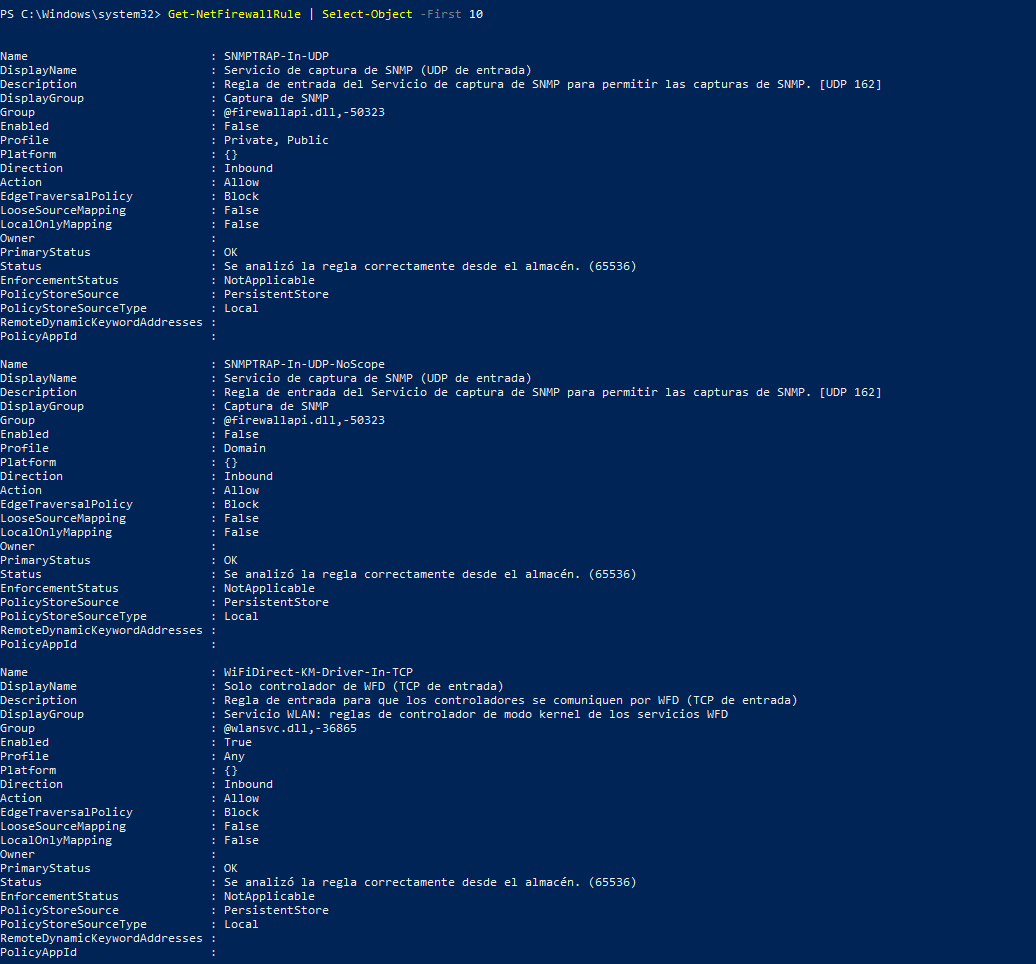 PS C:\Windows\system32> Get-NetFirewallRule | Select-Object -First 10
Name : SNMPTRAP-In-UDP
DisplayName : Servicio de captura de SNMP (UDP de entrada)
Description : Regla de entrada del Servicio de captura de SNMP para permitir las capturas de SNMP. [UDP 162]
DisplayGroup : Captura de SNMP
Group : @firewallapi.dll,-50323
Enabled : False
Profile : Private, Public
Platform : {}
Direction : Inbound
Action : Allow
EdgeTraversalPolicy : Block
LooseSourceMapping : False
LocalOnlyMapping : False
Owner :
PrimaryStatus : OK
Status : Se analizó la regla correctamente desde el almacén. (65536)
EnforcementStatus : NotApplicable
PolicyStoreSource : PersistentStore
PolicyStoreSourceType : Local
RemoteDynamicKeywordAddresses :
PolicyAppId :
Name : SNMPTRAP-In-UDP-NoScope
DisplayName : Servicio de captura de SNMP (UDP de entrada)
Description : Regla de entrada del Servicio de captura de SNMP para permitir las capturas de SNMP. [UDP 162]
DisplayGroup : Captura de SNMP
Group : @firewallapi.dll,-50323
Enabled : False
Profile : Domain
Platform : {}
Direction : Inbound
Action : Allow
EdgeTraversalPolicy : Block
LooseSourceMapping : False
LocalOnlyMapping : False
Owner :
PrimaryStatus : OK
Status : Se analizó la regla correctamente desde el almacén. (65536)
EnforcementStatus : NotApplicable
PolicyStoreSource : PersistentStore
PolicyStoreSourceType : Local
RemoteDynamicKeywordAddresses :
PolicyAppId :
Name : WiFiDirect-KM-Driver-In-TCP
DisplayName : Solo controlador de WFD (TCP de entrada)
Description : Regla de entrada para que los controladores se comuniquen por WFD (TCP de entrada)
DisplayGroup : Servicio WLAN: reglas de controlador de modo kernel de los servicios WFD
Group : @wlansvc.dll,-36865
Enabled : True
Profile : Any
Platform : {}
Direction : Inbound
Action : Allow
EdgeTraversalPolicy : Block
LooseSourceMapping : False
LocalOnlyMapping : False
Owner :
PrimaryStatus : OK
Status : Se analizó la regla correctamente desde el almacén. (65536)
EnforcementStatus : NotApplicable
PolicyStoreSource : PersistentStore
PolicyStoreSourceType : Local
RemoteDynamicKeywordAddresses :
PolicyAppId :